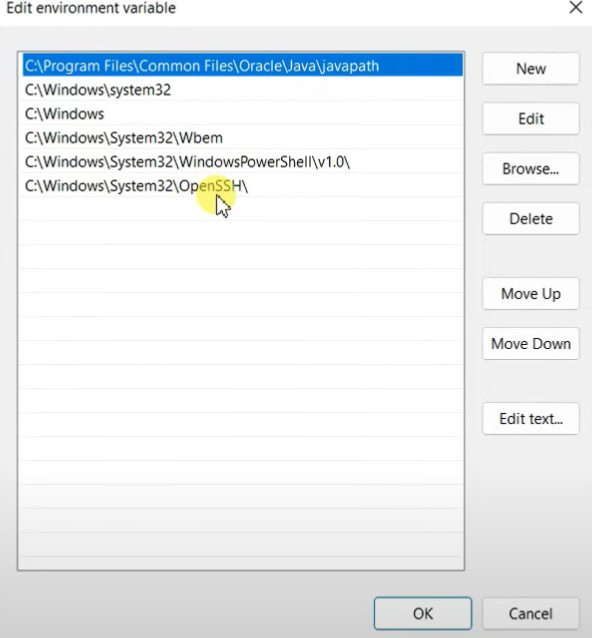 Edit environment variable
C:\Program Files\Common Files\Oracle\Java\javapath
C:\Windows\system32
C:\Windows
C:\Windows\System32\Wbem
C:\Windows\System32\WindowsPowerShell\v1.0\
C:\Windows\System32\OpenSSH\
New
Edit
Browse...
Delete
Move Up
Move Down
Edit text...
OK
Cancel